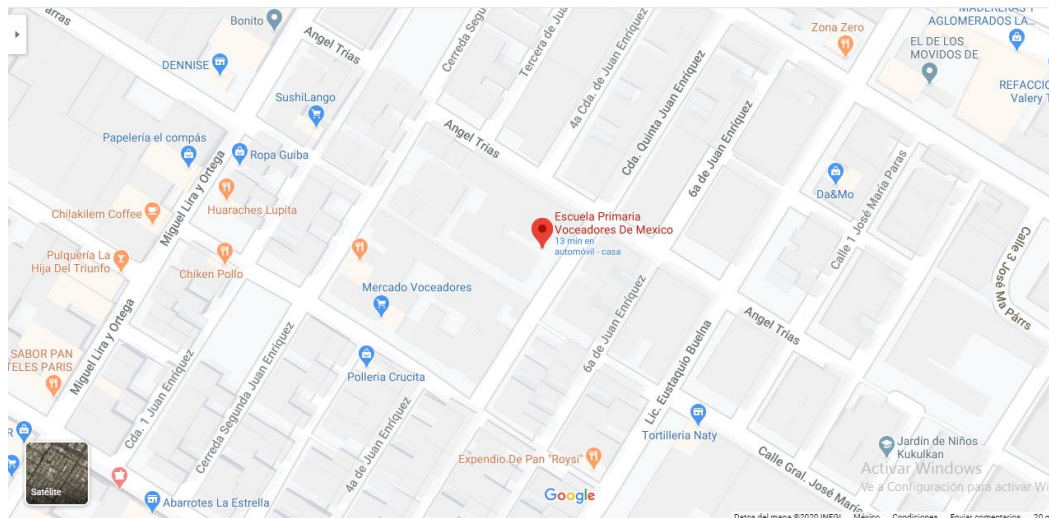 arras
Bonito
Angel Trias
Cerreda Segu
Tercera de Jua
4a Cda. de Juan Enríquez
Cda. Quinta Juan Enríquez
6a de Juan Enríquez
Zona Zero
AGLOMERADOS LA...
EL DE LOS
MOVIDOS DE
REFACCIO
Valery T
DENNISE
SushiLango
Papelería el compás
Ropa Guiba
Angel Trias
Miguel Lira y Ortega
Huaraches Lupita
Chilakilem Coffee
Pulquería La
Hija Del Triunfo
Chiken Pollo
Escuela Primaria
Voceadores De Mexico
13 min en
automóvil - casa
Da&Mo
Calle 1 José María Paras
Calle 3 José Ma Párrs
Mercado Voceadores
Angel Trias
Miguel Lira y Ortega
SABOR PAN
TELES PARIS
Cda. 1 Juan Enríquez
Cerreda Segunda Juan Enríquez
Polleria Crucita
4a de Juan Enríquez
6a de Juan Enríquez
Lic. Eustaquio Buelna
Tortilleria Naty
Calle Gral. José María
Jardín de Niños
Kukulkan
Expendio De Pan "Roysi"
Activar Windows
Ve a Configuración para activar Wi
R
Satélite
Abarrotes La Estrella
Google
Datos del mapa ©2020 INEGI México Condiciones Enviar comentarios 20